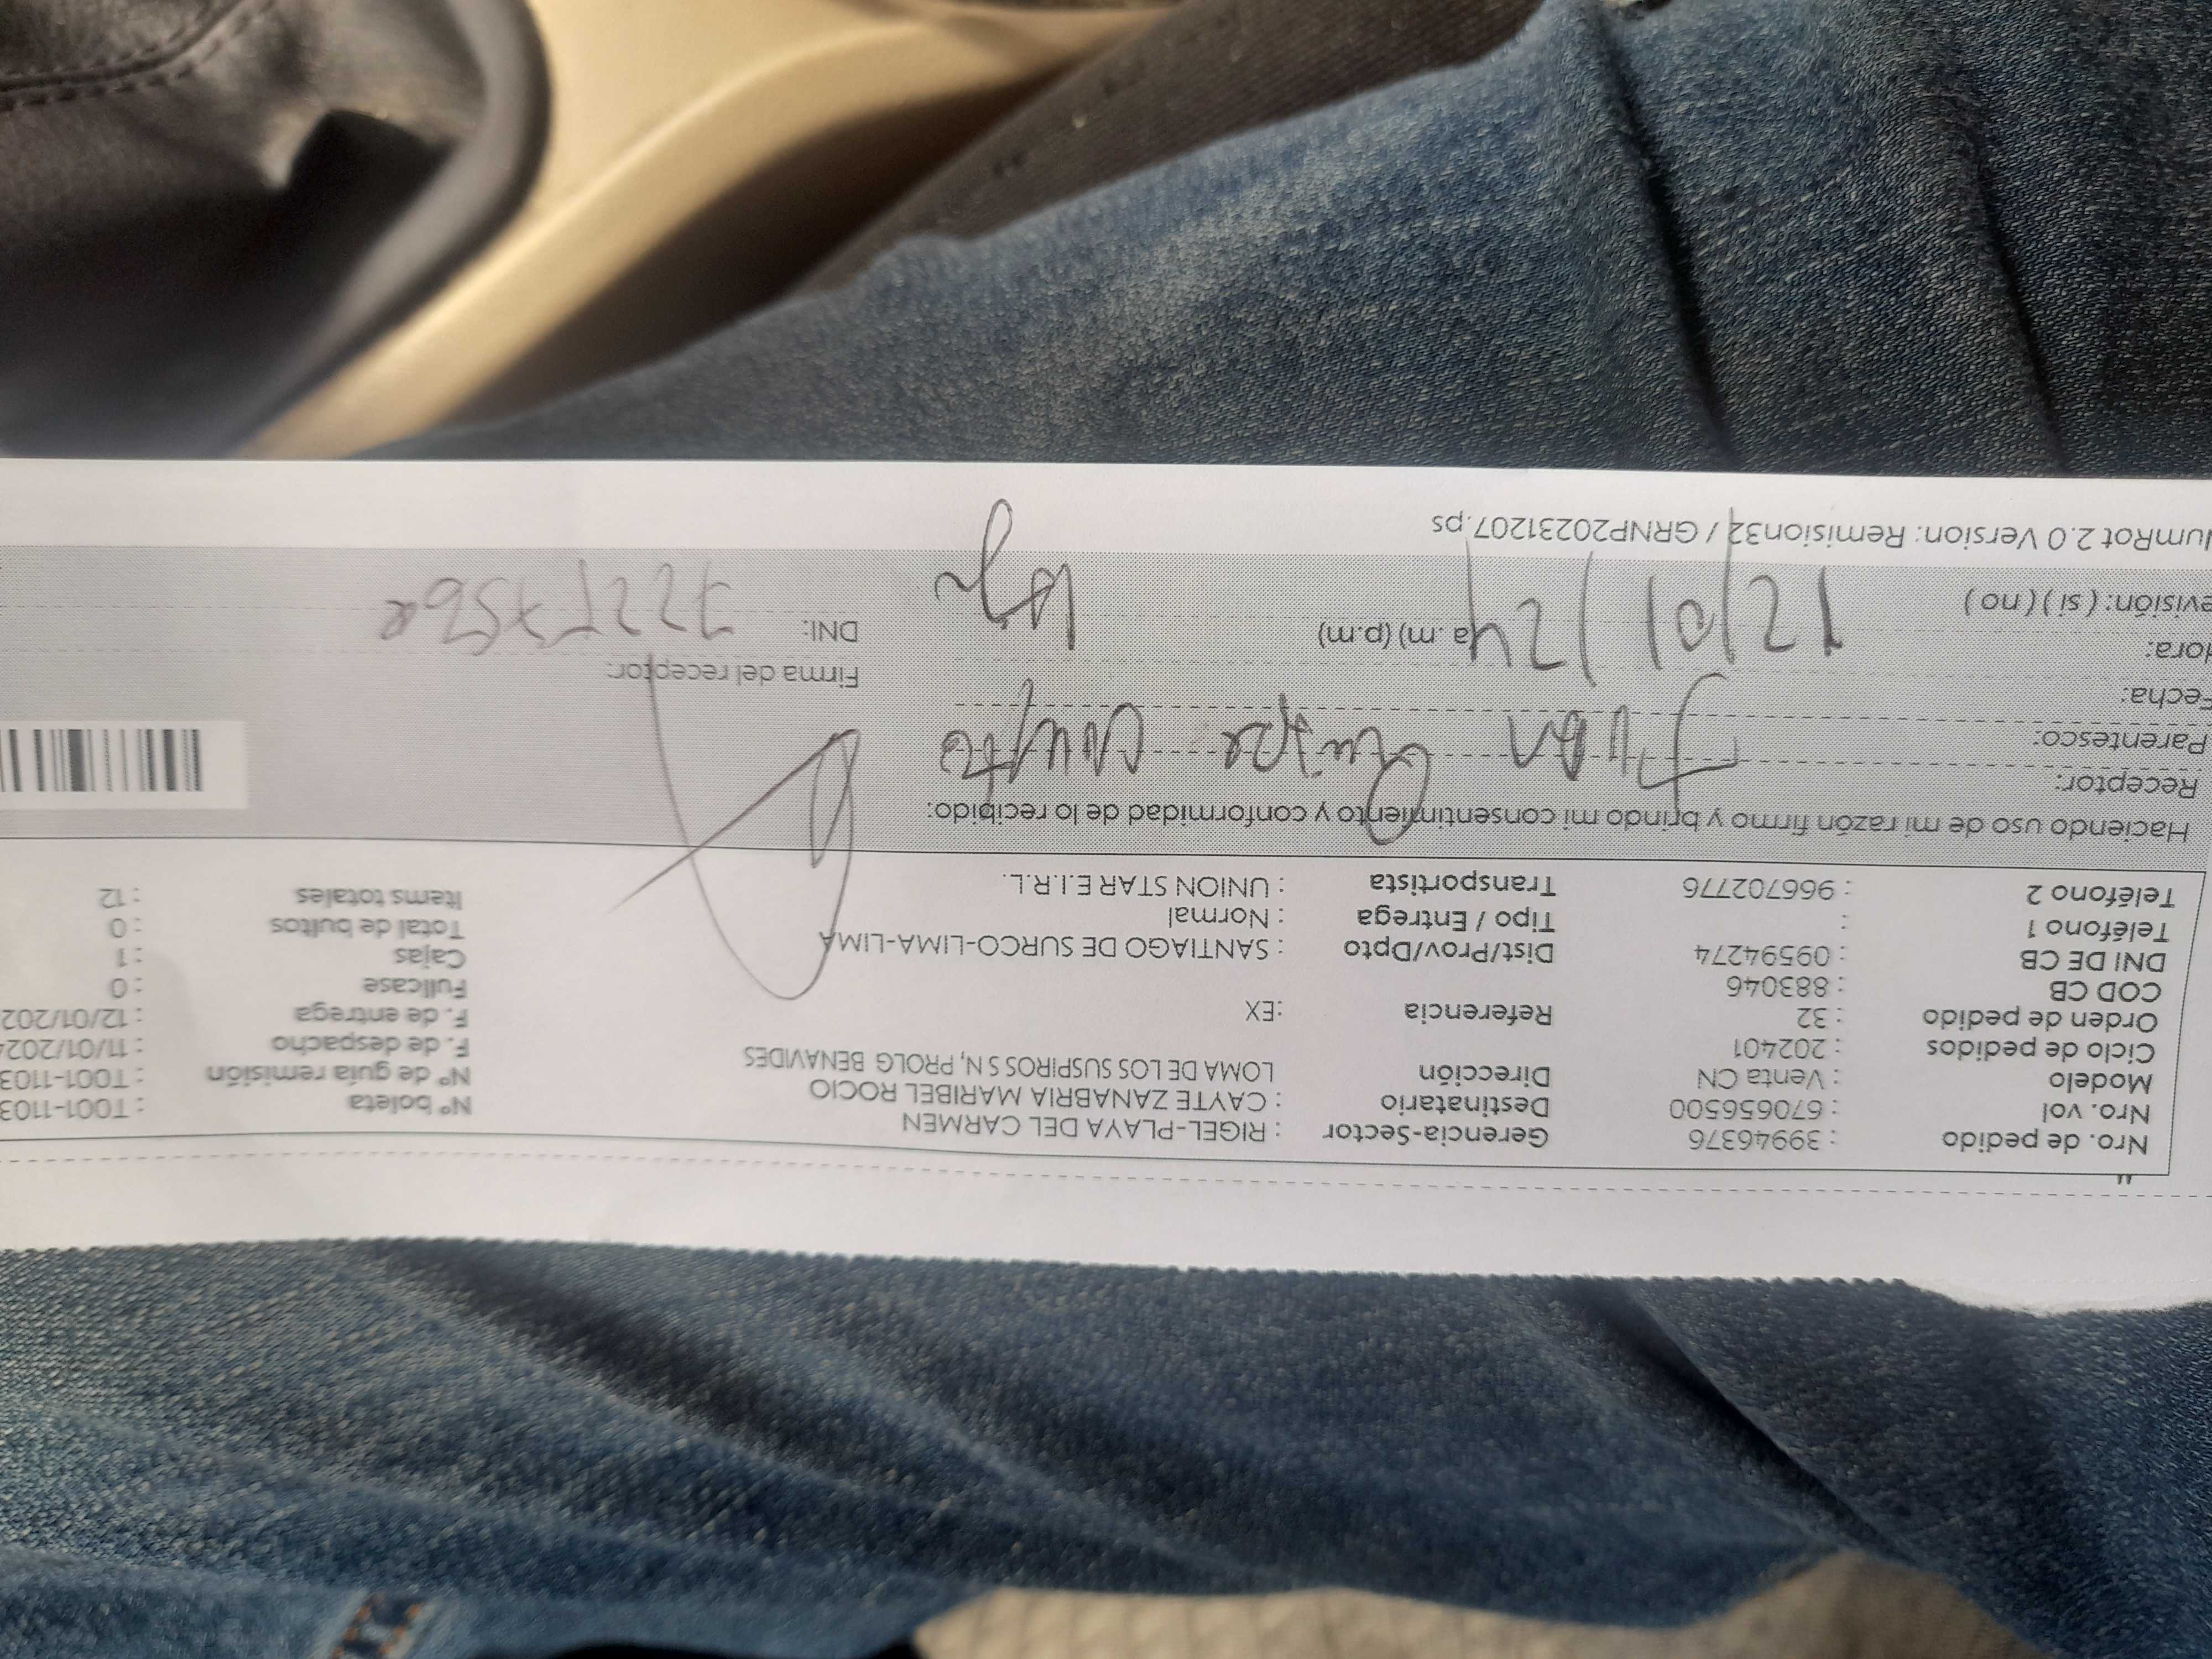 Nro. de pedido : 39946376 Gerencia-Sector : RIGEL-PLAYA DEL CARMEN Nº boleta : T001-1103
Nro. vol : 670656500 Destinatario : CAYTE ZANABRIA MARIBEL ROCIO Nº de guía remisión : T001-1103
Modelo : Venta CN Dirección LOMA DE LOS SUSPIROS S N, PROLG BENAVIDES F. de despacho : 11/01/2024
Ciclo de pedidos : 202401 F. de entrega : 12/01/202
Orden de pedido : 32 Referencia :EX Fullcase : 0
COD CB : 883046 Cajas : 1
DNI DE CB : 09594274 Dist/Prov/Dpto : SANTIAGO DE SURCO-LIMA-LIMA Total de bultos : 0
Teléfono 1 : Tipo / Entrega : Normal Items totales : 12
Teléfono 2 : 966702776 Transportista : UNION STAR E.I.R.L.
Haciendo uso de mi razón firmo y brindo mi consentimiento y conformidad de lo recibido:
Receptor: Juan Quispe
Parentesco:
Fecha: 12/01/24 Firma del receptor:
Hora: a. m) (p.m) DNI:
evisión: ( si ) ( no )
umRot 2.0 Version: Remision32 / GRNP20231207.ps